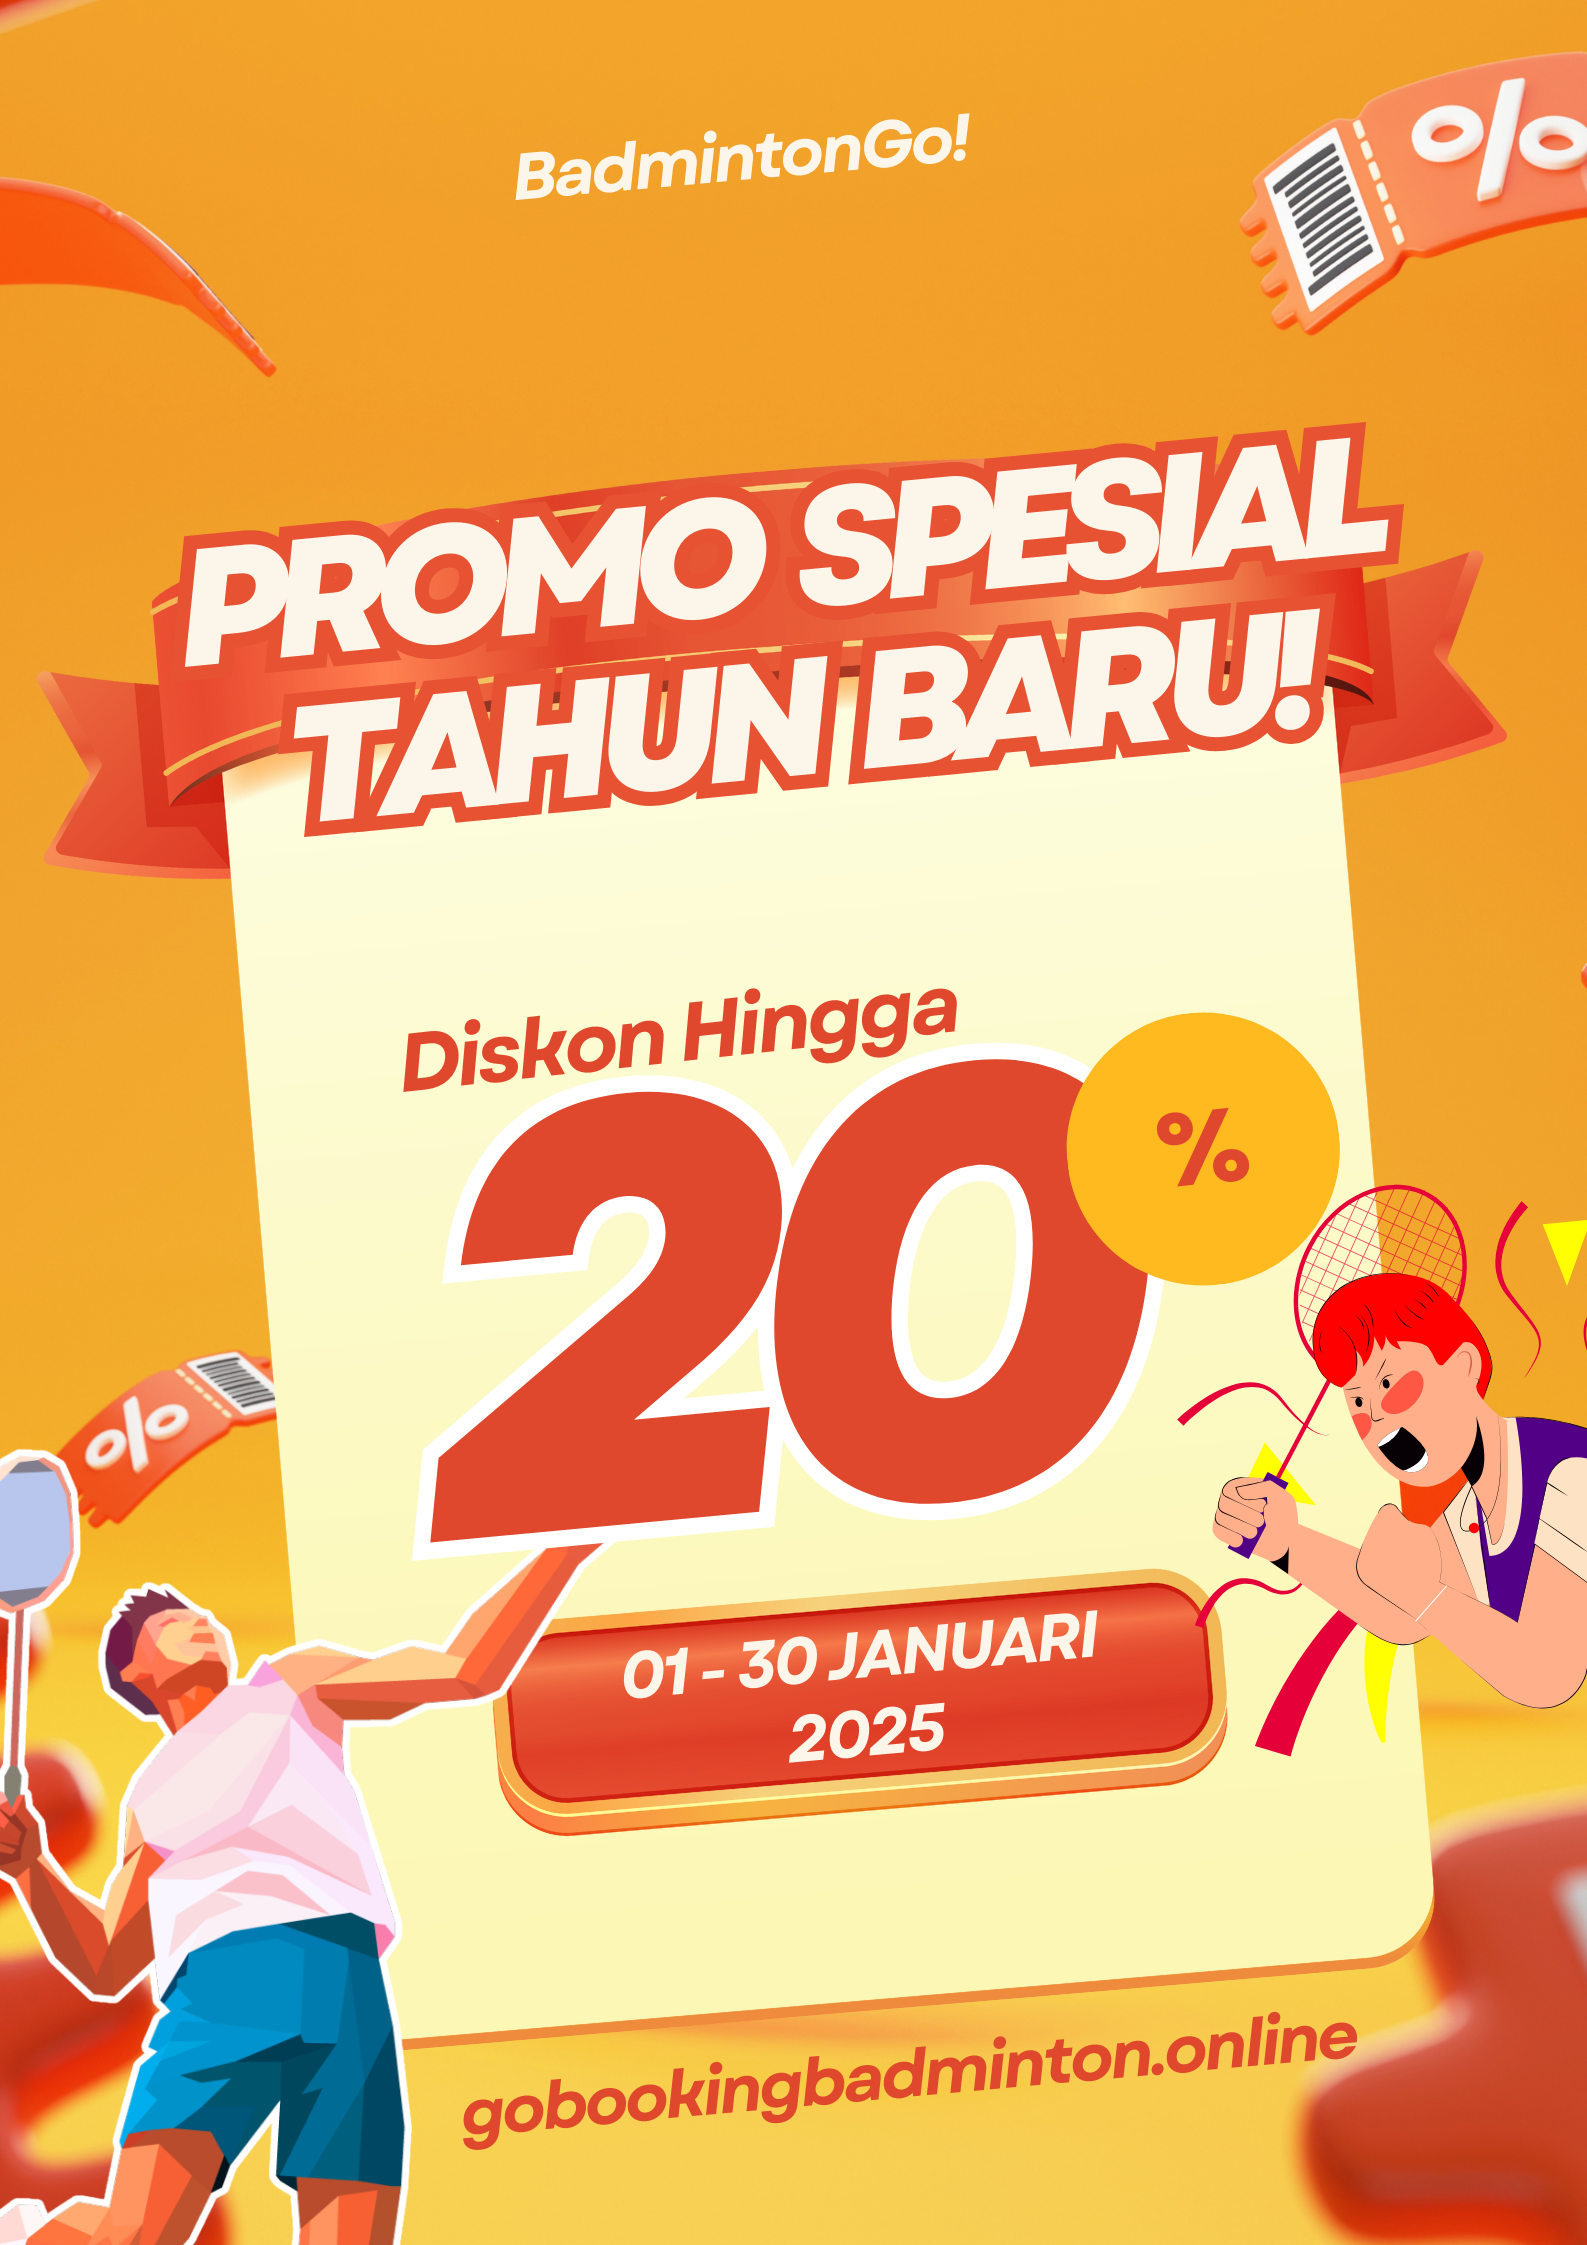 BadmintonGo!
%
PROMO SPESIAL
TAHUN BARU!
Diskon Hingga
20
%
%
01 - 30 JANUARI
2025
gobookingbadminton.online